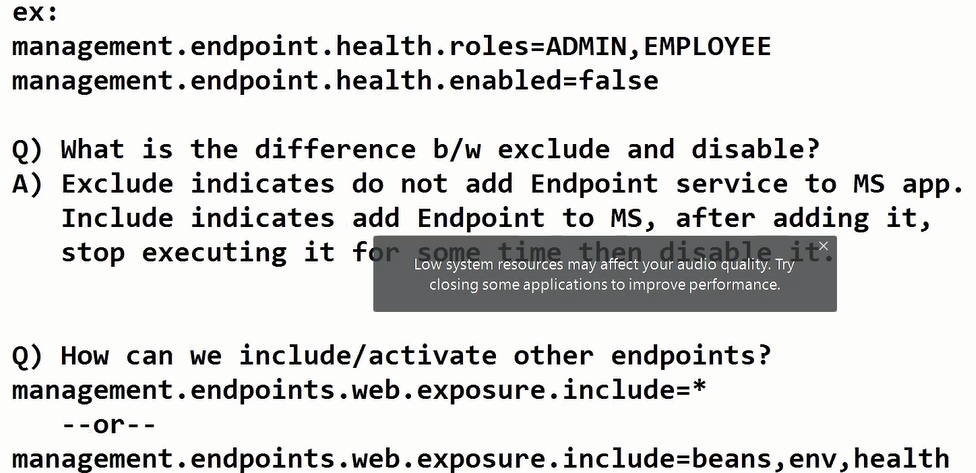 ex:
management.endpoint.health.roles=ADMIN,EMPLOYEE
management.endpoint.health.enabled=false
Q) What is the difference b/w exclude and disable?
A) Exclude indicates do not add Endpoint service to MS app.
Include indicates add Endpoint to MS, after adding it,
stop executing it for some time then disable it.
Low system resources may affect your audio quality. Try
closing some applications to improve performance.
Q) How can we include/activate other endpoints?
management.endpoints.web.exposure.include=*
--or--
management.endpoints.web.exposure.include=beans,env,health